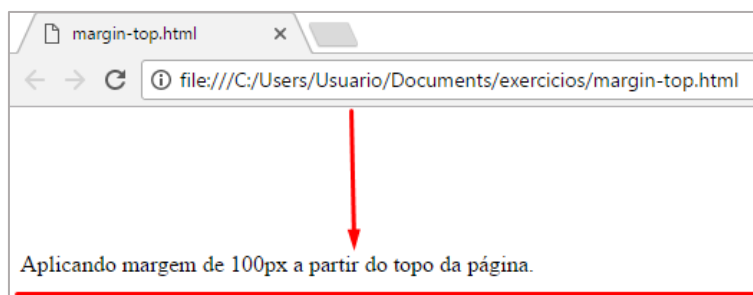 margin-top.html
file:///C:/Users/Usuario/Documents/exercicios/margin-top.html
Aplicando margem de 100px a partir do topo da página.